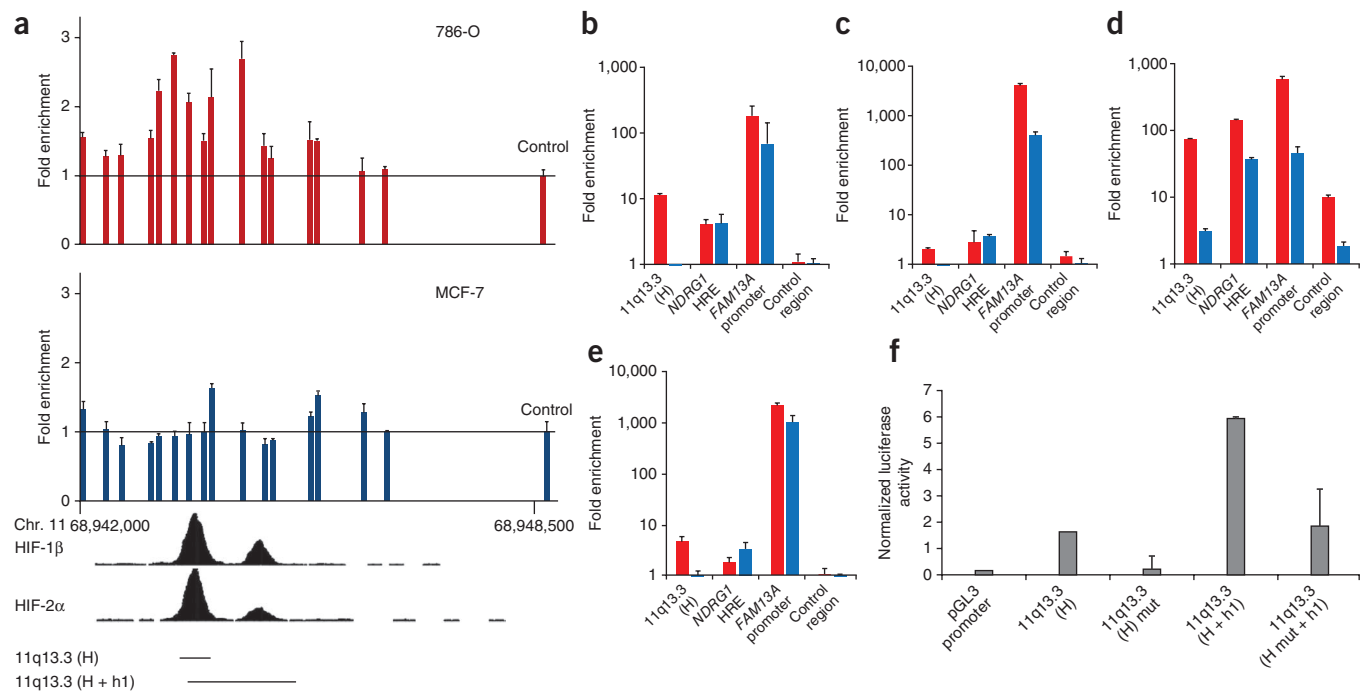 a
786-O
3
2
1
0
Fold enrichment
Control
MCF-7
3
2
1
0
Fold enrichment
Control
Chr. 11 68,942,000
68,948,500
HIF-1β
HIF-2α
11q13.3 (H)
11q13.3 (H + h1)
b
1,000
100
10
1
Fold enrichment
11q13.3
(H)
NDRG1
HRE
FAM13A
promoter
Control
region
c
10,000
1,000
100
10
1
Fold enrichment
11q13.3
(H)
NDRG1
HRE
FAM13A
promoter
Control
region
d
1,000
100
10
1
Fold enrichment
11q13.3
(H)
NDRG1
HRE
FAM13A
promoter
Control
region
e
10,000
1,000
100
10
1
Fold enrichment
11q13.3
(H)
NDRG1
HRE
FAM13A
promoter
Control
region
f
7
6
5
4
3
2
1
0
Normalized luciferase
activity
pGL3
promoter
11q13.3
(H)
11q13.3
(H) mut
11q13.3
(H + h1)
11q13.3
(H mut + h1)